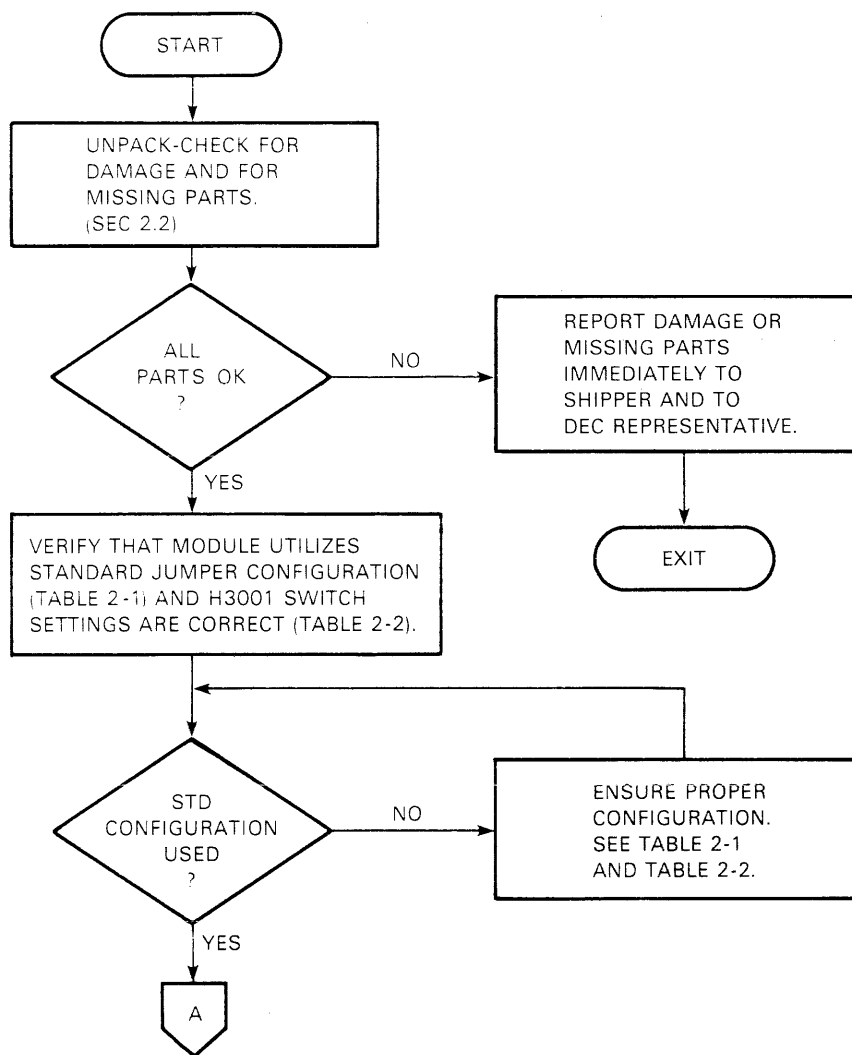 START
UNPACK-CHECK FOR
DAMAGE AND FOR
MISSING PARTS.
(SEC 2.2)
ALL
PARTS OK
?
NO
REPORT DAMAGE OR
MISSING PARTS
IMMEDIATELY TO
SHIPPER AND TO
DEC REPRESENTATIVE.
EXIT
YES
VERIFY THAT MODULE UTILIZES
STANDARD JUMPER CONFIGURATION
(TABLE 2-1) AND H3001 SWITCH
SETTINGS ARE CORRECT (TABLE 2-2).
STD
CONFIGURATION
USED
?
NO
ENSURE PROPER
CONFIGURATION.
SEE TABLE 2-1
AND TABLE 2-2.
YES
A